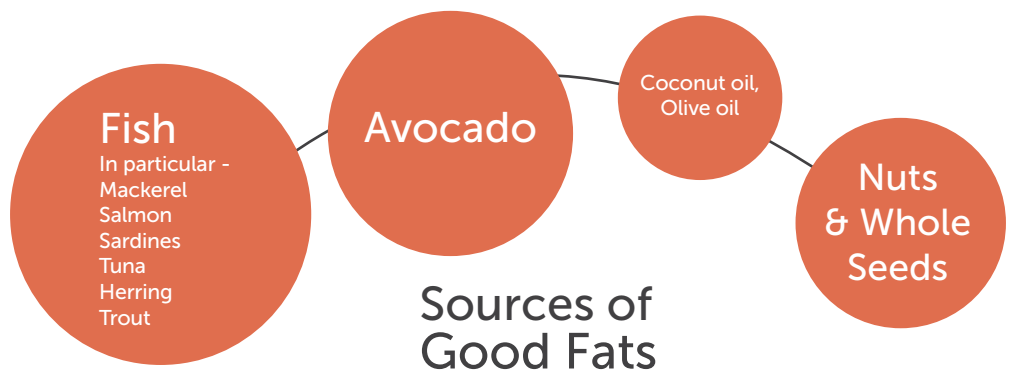 Fish
In particular -
Mackerel
Salmon
Sardines
Tuna
Herring
Trout
Avocado
Coconut oil,
Olive oil
Nuts
& Whole
Seeds
Sources of
Good Fats